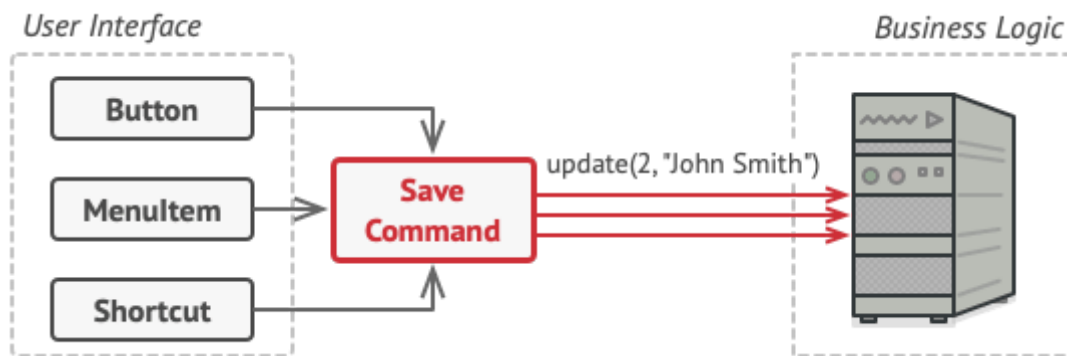 User Interface
Business Logic
Button
MenuItem
Shortcut
Save
Command
update(2, "John Smith")